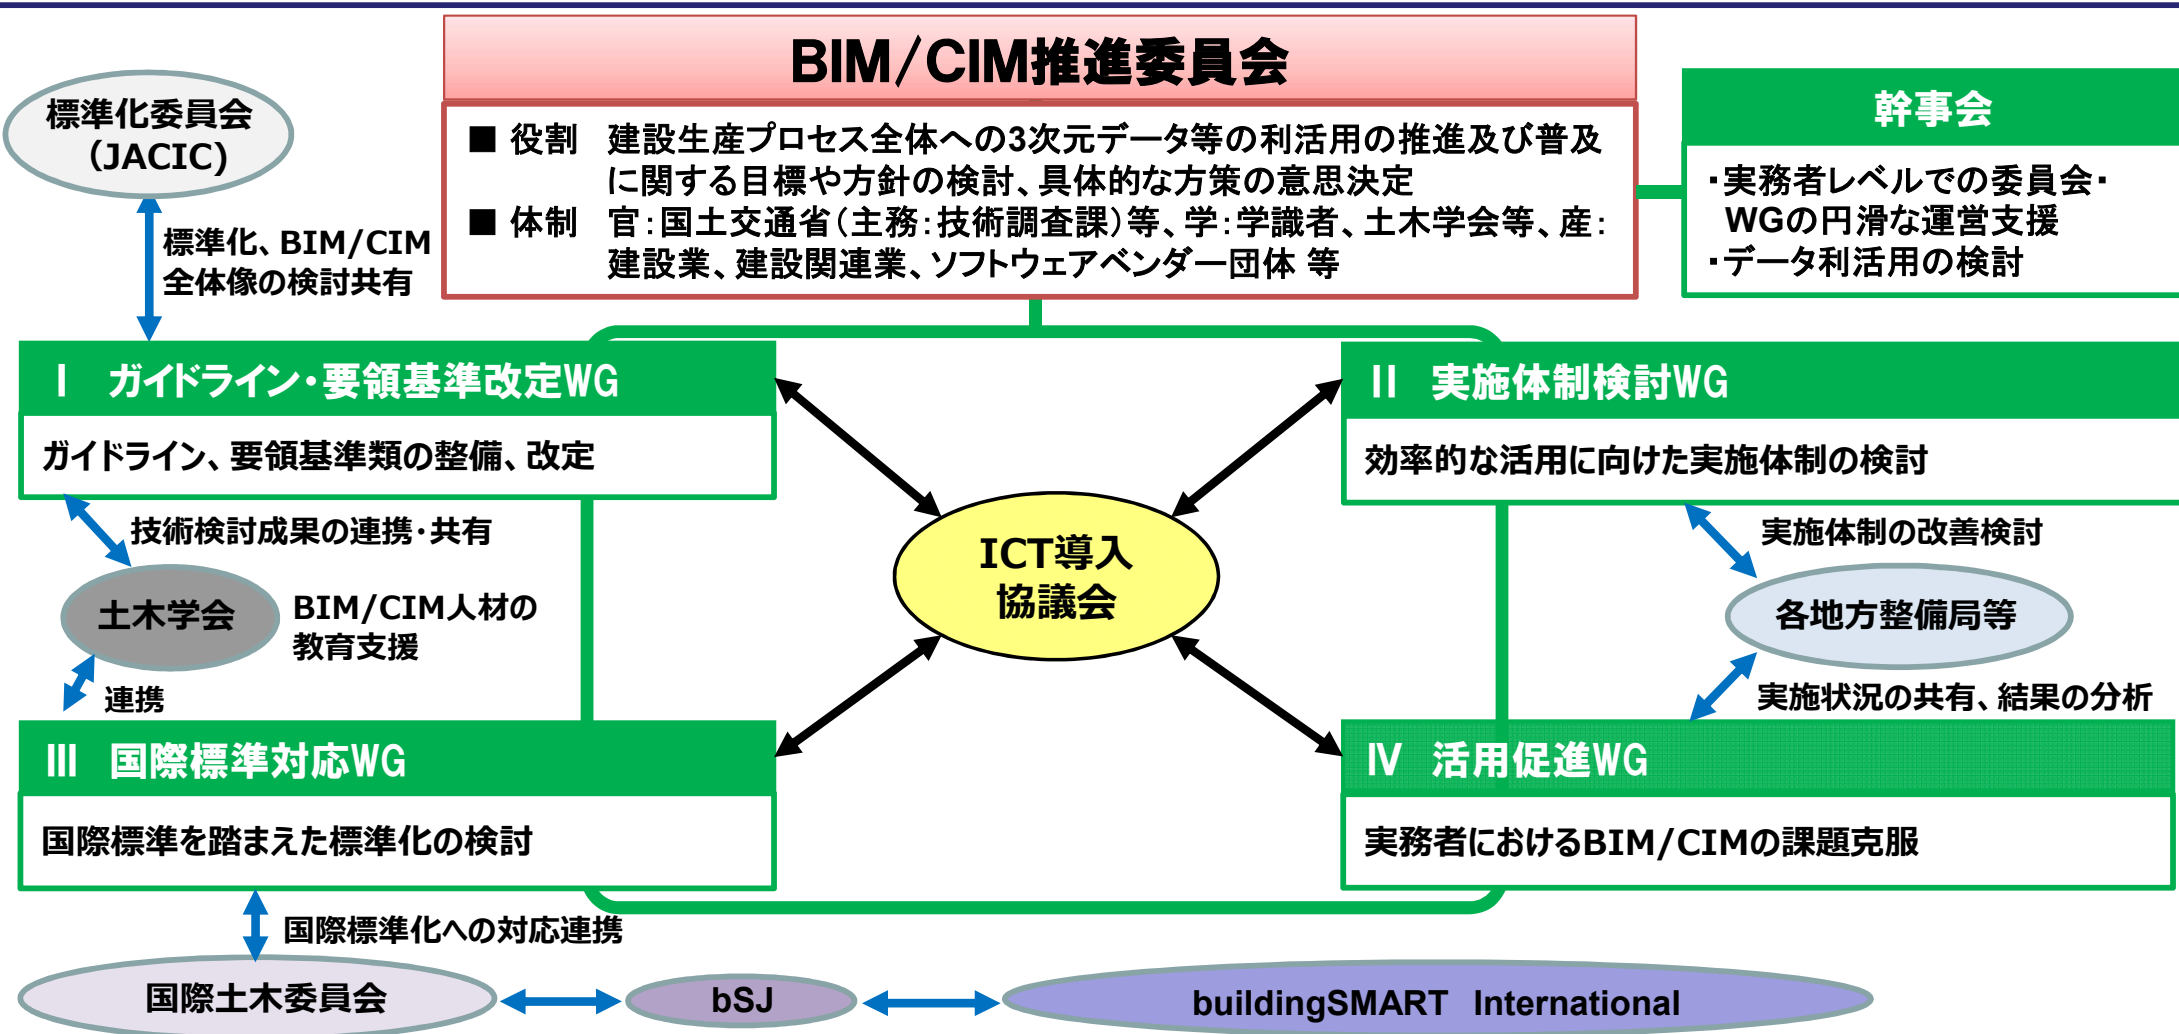 BIM/CIM推進委員会
■ 役割 建設生産プロセス全体への3次元データ等の利活用の推進及び普及
に関する目標や方針の検討、具体的な方策の意思決定
■ 体制 官：国土交通省（主務：技術調査課）等、学：学識者、土木学会等、産：
建設業、建設関連業、ソフトウェアベンダー団体 等
幹事会
・実務者レベルでの委員会・
WGの円滑な運営支援
・データ利活用の検討
標準化委員会
（JACIC)
標準化、BIM/CIM
全体像の検討共有
Ⅰ ガイドライン・要領基準改定WG
ガイドライン、要領基準類の整備、改定
II 実施体制検討WG
効率的な活用に向けた実施体制の検討
技術検討成果の連携・共有
土木学会
BIM/CIM人材の
教育支援
連携
ICT導入
協議会
実施体制の改善検討
各地方整備局等
実施状況の共有、結果の分析
Ⅲ 国際標準対応WG
国際標準を踏まえた標準化の検討
Ⅳ 活用促進WG
実務者におけるBIM/CIMの課題克服
国際標準化への対応連携
国際土木委員会
bSJ
buildingSMART International